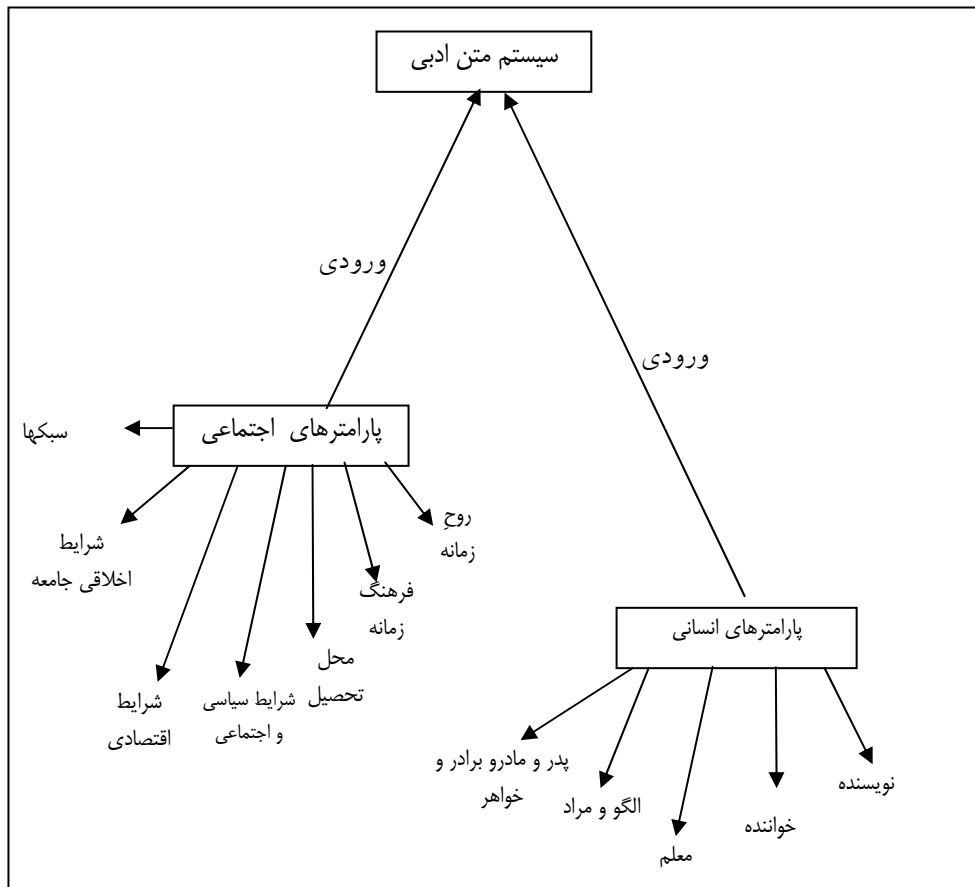 سیستم متن ادبی
ورودی
ورودی
پارامترهای اجتماعی
سبکها
روحِ
زمانه
فرهنگ
زمانه
محل
تحصیل
شرایط سیاسی
و اجتماعی
شرایط
اقتصادی
شرایط
اخلاقی جامعه
پارامترهای انسانی
نویسنده
خواننده
معلم
الگو و مراد
پدر و مادرو برادر و
خواهر